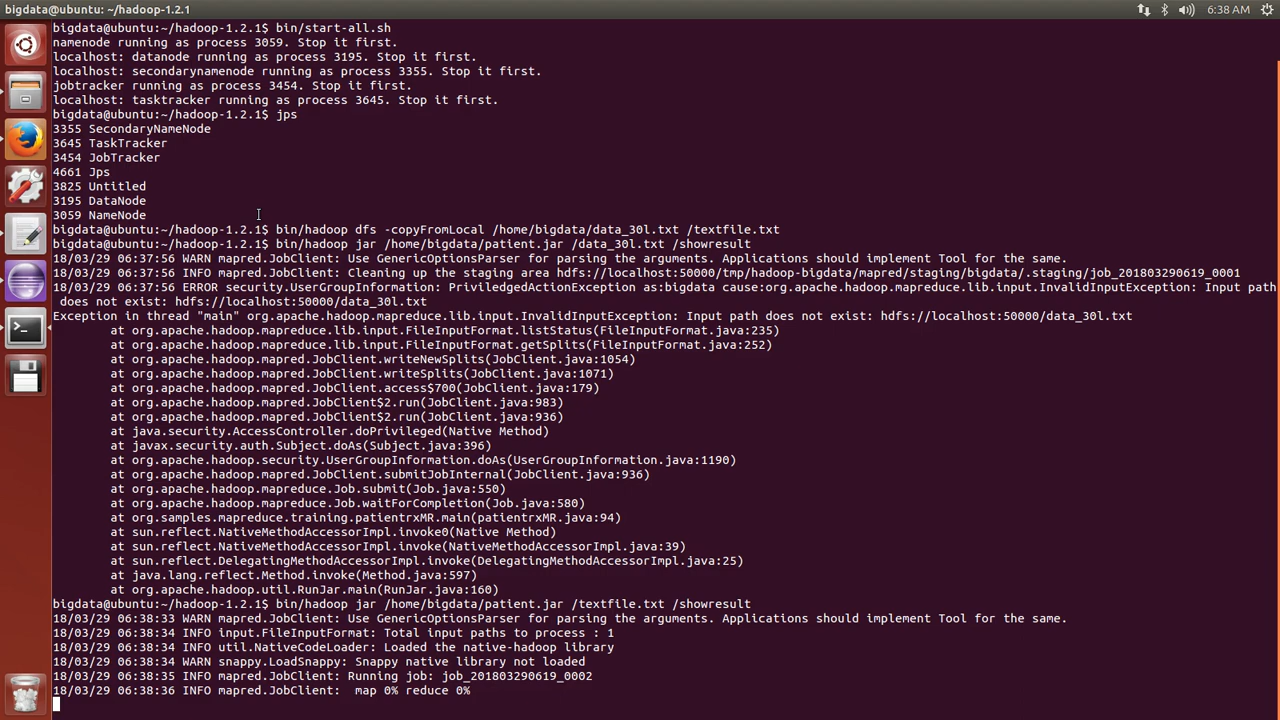 bigdata@ubuntu: ~/hadoop-1.2.1
6:38 AM
bigdata@ubuntu:~/hadoop-1.2.1$ bin/start-all.sh
namenode running as process 3059. Stop it first.
localhost: datanode running as process 3195. Stop it first.
localhost: secondarynamenode running as process 3355. Stop it first.
jobtracker running as process 3454. Stop it first.
localhost: tasktracker running as process 3645. Stop it first.
bigdata@ubuntu:~/hadoop-1.2.1$ jps
3355 SecondaryNameNode
3645 TaskTracker
3454 JobTracker
4661 Jps
3825 Untitled
3195 DataNode
3059 NameNode
bigdata@ubuntu:~/hadoop-1.2.1$ bin/hadoop dfs -copyFromLocal /home/bigdata/data_30l.txt /textfile.txt
bigdata@ubuntu:~/hadoop-1.2.1$ bin/hadoop jar /home/bigdata/patient.jar /data_30l.txt /showresult
18/03/29 06:37:56 WARN mapred.JobClient: Use GenericOptionsParser for parsing the arguments. Applications should implement Tool for the same.
18/03/29 06:37:56 INFO mapred.JobClient: Cleaning up the staging area hdfs://localhost:50000/tmp/hadoop-bigdata/mapred/staging/bigdata/.staging/job_201803290619_0001
18/03/29 06:37:56 ERROR security.UserGroupInformation: PriviledgedActionException as:bigdata cause:org.apache.hadoop.mapreduce.lib.input.InvalidInputException: Input path
 does not exist: hdfs://localhost:50000/data_30l.txt
Exception in thread "main" org.apache.hadoop.mapreduce.lib.input.InvalidInputException: Input path does not exist: hdfs://localhost:50000/data_30l.txt
at org.apache.hadoop.mapreduce.lib.input.FileInputFormat.listStatus(FileInputFormat.java:235)
at org.apache.hadoop.mapreduce.lib.input.FileInputFormat.getSplits(FileInputFormat.java:252)
at org.apache.hadoop.mapred.JobClient.writeNewSplits(JobClient.java:1054)
at org.apache.hadoop.mapred.JobClient.writeSplits(JobClient.java:1071)
at org.apache.hadoop.mapred.JobClient.access$700(JobClient.java:179)
at org.apache.hadoop.mapred.JobClient$2.run(JobClient.java:983)
at org.apache.hadoop.mapred.JobClient$2.run(JobClient.java:936)
at java.security.AccessController.doPrivileged(Native Method)
at javax.security.auth.Subject.doAs(Subject.java:396)
at org.apache.hadoop.security.UserGroupInformation.doAs(UserGroupInformation.java:1190)
at org.apache.hadoop.mapred.JobClient.submitJobInternal(JobClient.java:936)
at org.apache.hadoop.mapreduce.Job.submit(Job.java:550)
at org.apache.hadoop.mapreduce.Job.waitForCompletion(Job.java:580)
at org.samples.mapreduce.training.patientrxMR.main(patientrxMR.java:94)
at sun.reflect.NativeMethodAccessorImpl.invoke0(Native Method)
at sun.reflect.NativeMethodAccessorImpl.invoke(NativeMethodAccessorImpl.java:39)
at sun.reflect.DelegatingMethodAccessorImpl.invoke(DelegatingMethodAccessorImpl.java:25)
at java.lang.reflect.Method.invoke(Method.java:597)
at org.apache.hadoop.util.RunJar.main(RunJar.java:160)
bigdata@ubuntu:~/hadoop-1.2.1$ bin/hadoop jar /home/bigdata/patient.jar /textfile.txt /showresult
18/03/29 06:38:33 WARN mapred.JobClient: Use GenericOptionsParser for parsing the arguments. Applications should implement Tool for the same.
18/03/29 06:38:34 INFO input.FileInputFormat: Total input paths to process : 1
18/03/29 06:38:34 INFO util.NativeCodeLoader: Loaded the native-hadoop library
18/03/29 06:38:34 WARN snappy.LoadSnappy: Snappy native library not loaded
18/03/29 06:38:35 INFO mapred.JobClient: Running job: job_201803290619_0002
18/03/29 06:38:36 INFO mapred.JobClient:  map 0% reduce 0%